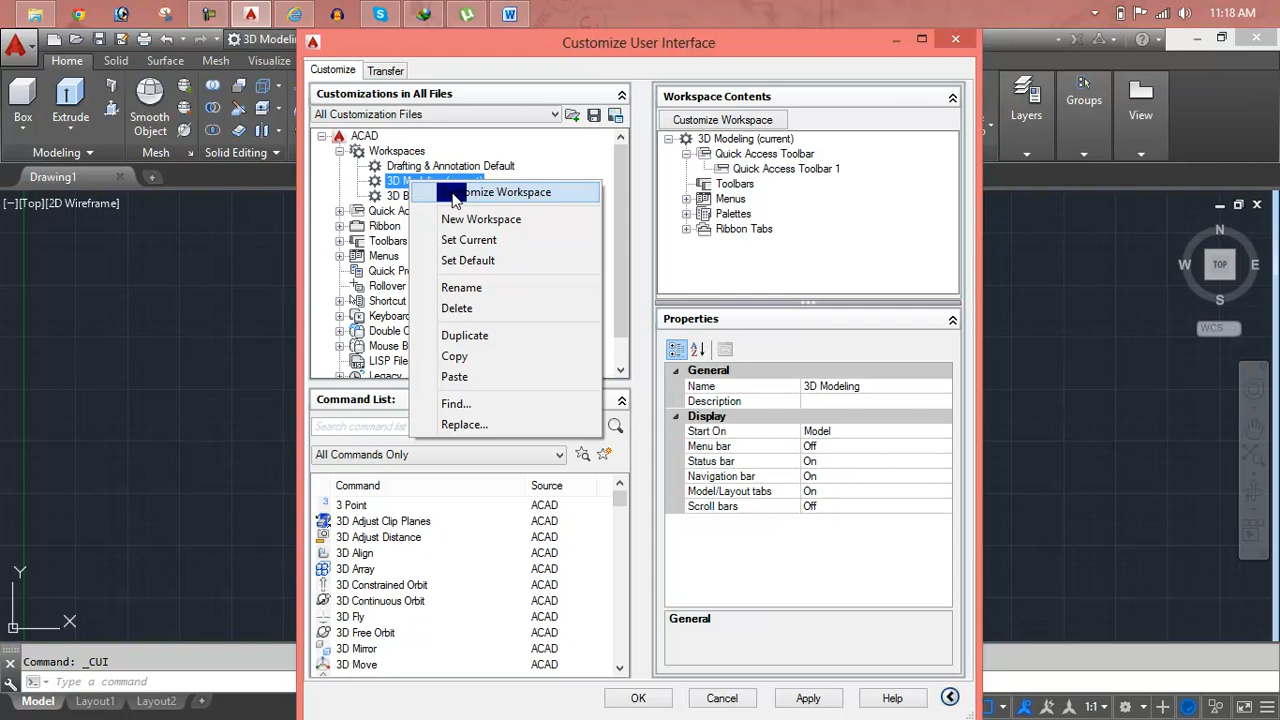 11:18 AM
3D Modeli
Customize User Interface
Home Solid Surface Mesh Visualize
Customize Transfer
Box Extrude Smooth Object
Modeling Mesh Solid Editing
Layers Groups View
Drawing1
[−][Top][2D Wireframe]
Customizations in All Files
All Customization Files
ACAD
Workspaces
Drafting & Annotation Default
3D Modeling (current)
3D B
Quick Ac
Ribbon
Toolbars
Menus
Quick Pr
Rollover
Shortcut
Keyboar
Double C
Mouse B
LISP File
Legacy
Customize Workspace
New Workspace
Set Current
Set Default
Rename
Delete
Duplicate
Copy
Paste
Find...
Replace...
Command List:
Search command list
All Commands Only
Command Source
3 Point ACAD
3D Adjust Clip Planes ACAD
3D Adjust Distance ACAD
3D Align ACAD
3D Array ACAD
3D Constrained Orbit ACAD
3D Continuous Orbit ACAD
3D Fly ACAD
3D Free Orbit ACAD
3D Mirror ACAD
3D Move ACAD
Workspace Contents
Customize Workspace
3D Modeling (current)
Quick Access Toolbar
Quick Access Toolbar 1
Toolbars
Menus
Palettes
Ribbon Tabs
Properties
General
Name 3D Modeling
Description
Display
Start On Model
Menu bar Off
Status bar On
Navigation bar On
Model/Layout tabs On
Scroll bars Off
General
OK Cancel Apply Help
N
W TOP E
S
WCS
Y
X
Command: _CUI
Type a command
Model Layout1 Layout2 +
1:1